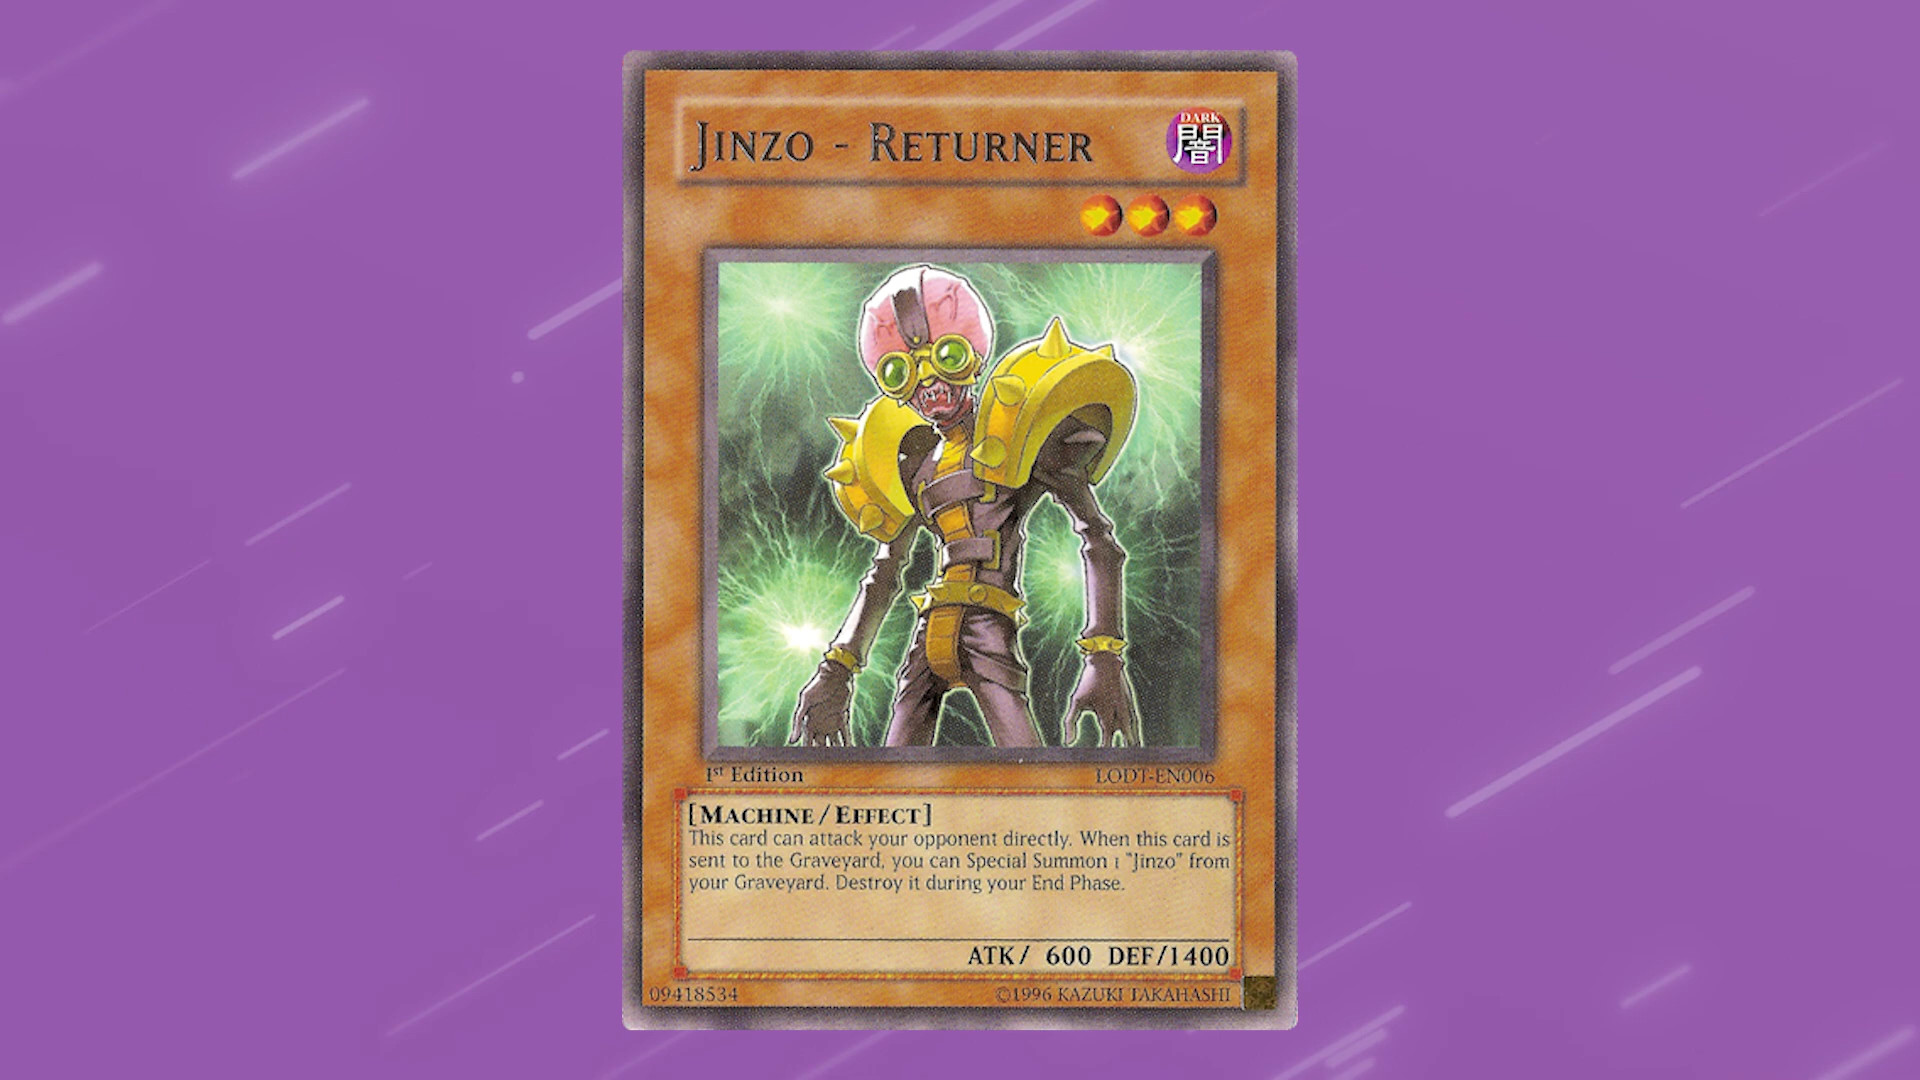 Jinzo - Returner
DARK
闇
1st Edition
LODT-EN006
[Machine / Effect]
This card can attack your opponent directly. When this card is
sent to the Graveyard, you can Special Summon 1 "Jinzo" from
your Graveyard. Destroy it during your End Phase.
ATK/ 600 DEF/1400
09418534
©1996 KAZUKI TAKAHASHI